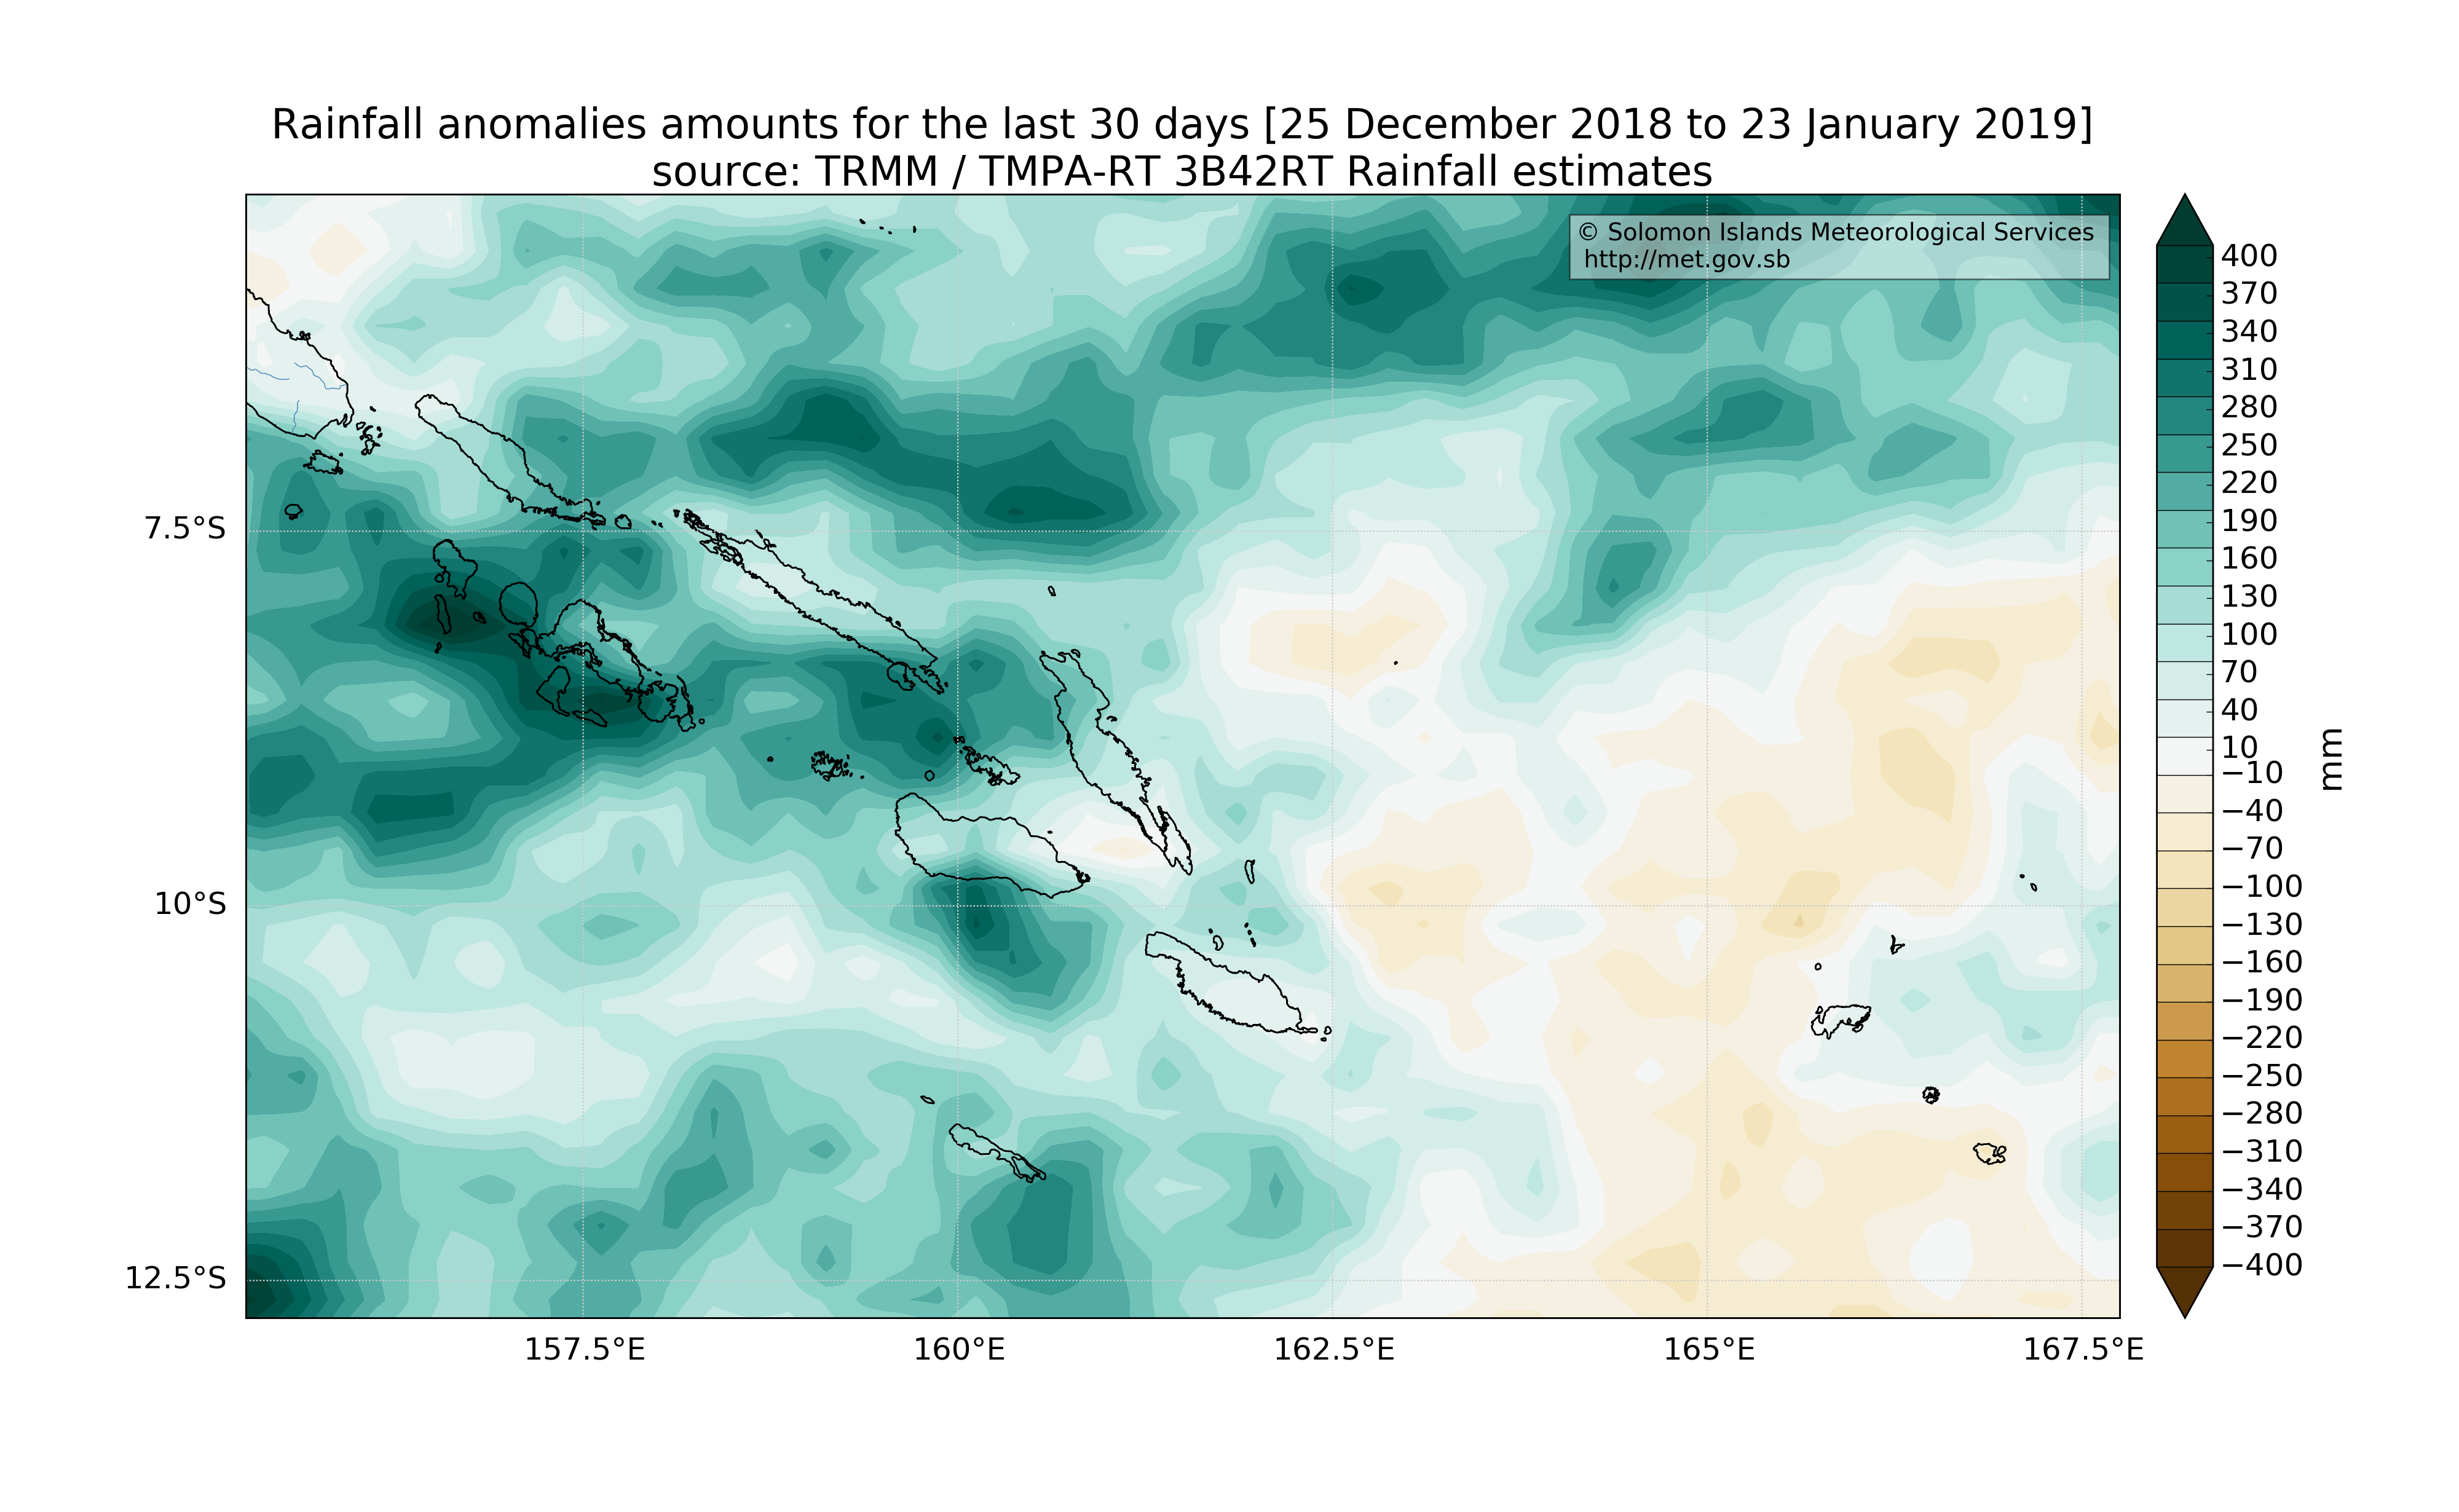 Rainfall anomalies amounts for the last 30 days [25 December 2018 to 23 January 2019]
source: TRMM / TMPA-RT 3B42RT Rainfall estimates
© Solomon Islands Meteorological Services
http://met.gov.sb
7.5°S
10°S
12.5°S
157.5°E
160°E
162.5°E
165°E
167.5°E
400
370
340
310
280
250
220
190
160
130
100
70
40
10
−10
−40
−70
−100
−130
−160
−190
−220
−250
−280
−310
−340
−370
−400
mm